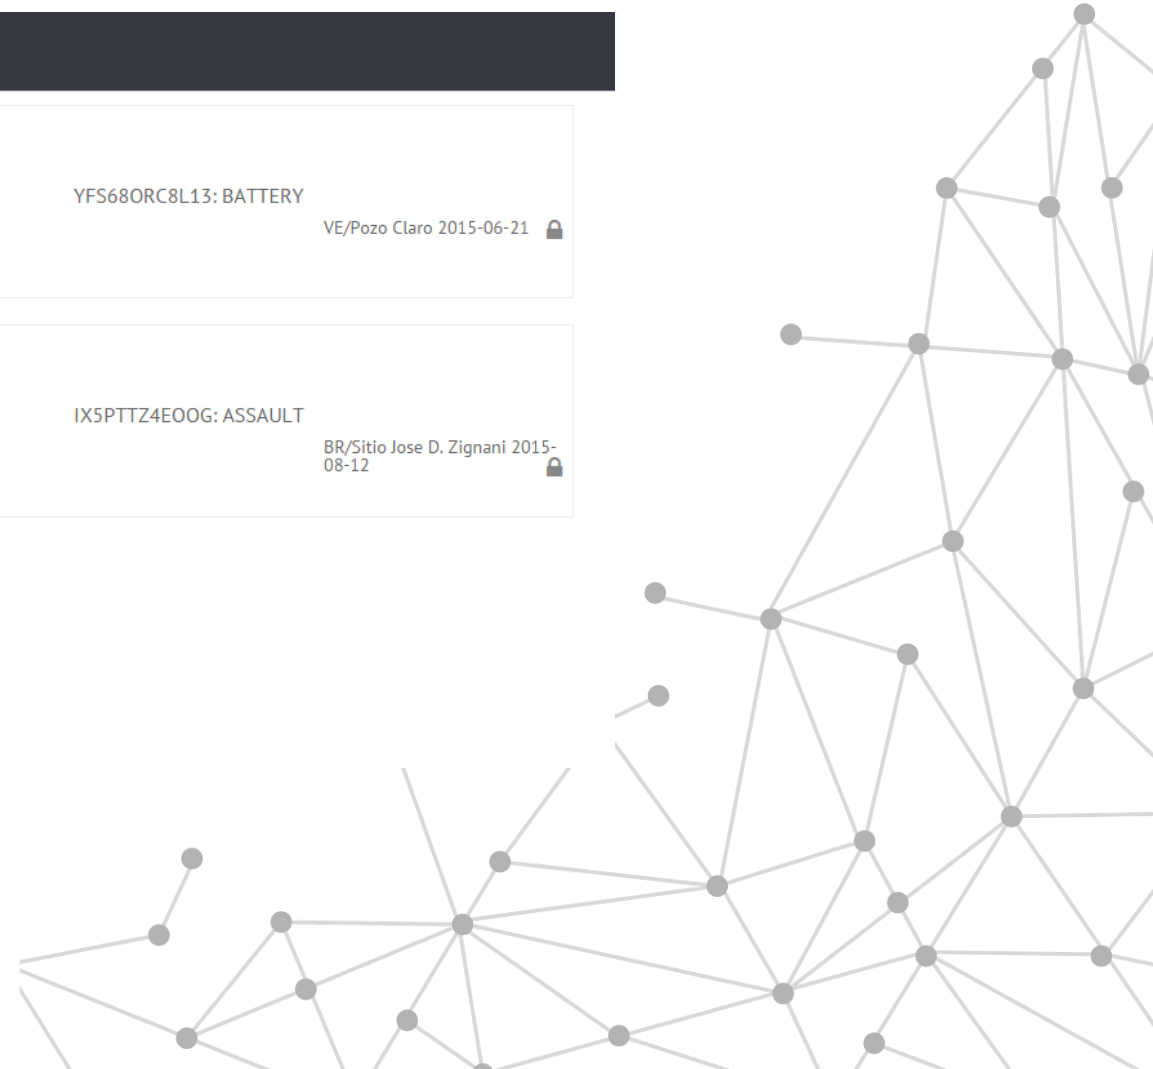 YFS68ORC8L13: BATTERY
VE/Pozo Claro 2015-06-21
IX5PTTZ4EOOG: ASSAULT
BR/Sitio Jose D. Zignani 2015-
08-12